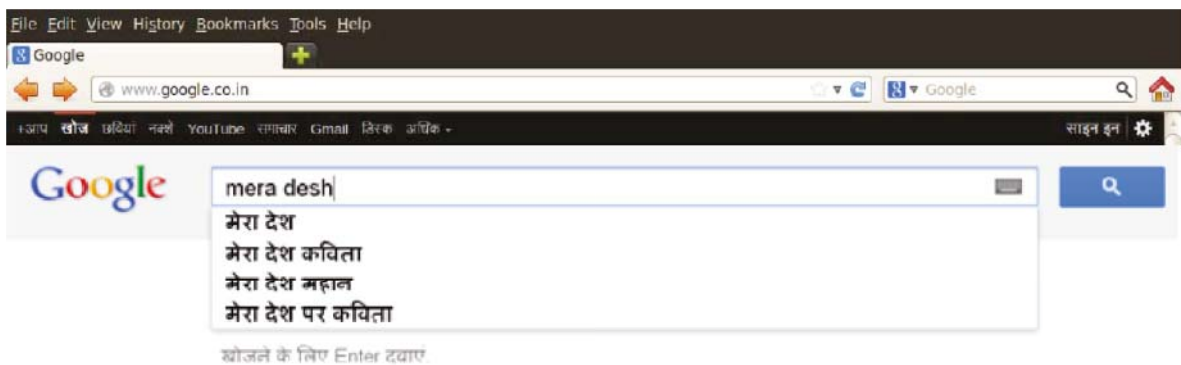 File Edit View History Bookmarks Tools Help
Google
www.google.co.in Google
+आप खोज छवियां नक्शे YouTube समाचार Gmail डिस्क अधिक
साइन इन
Google mera desh
मेरा देश
मेरा देश कविता
मेरा देश महान
मेरा देश पर कविता
खोजने के लिए Enter दबाएं.